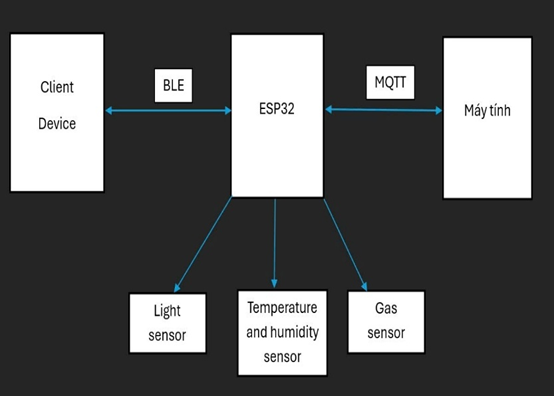 Client
Device
BLE
ESP32
MQTT
Máy tính
Light
sensor
Temperature
and humidity
sensor
Gas
sensor